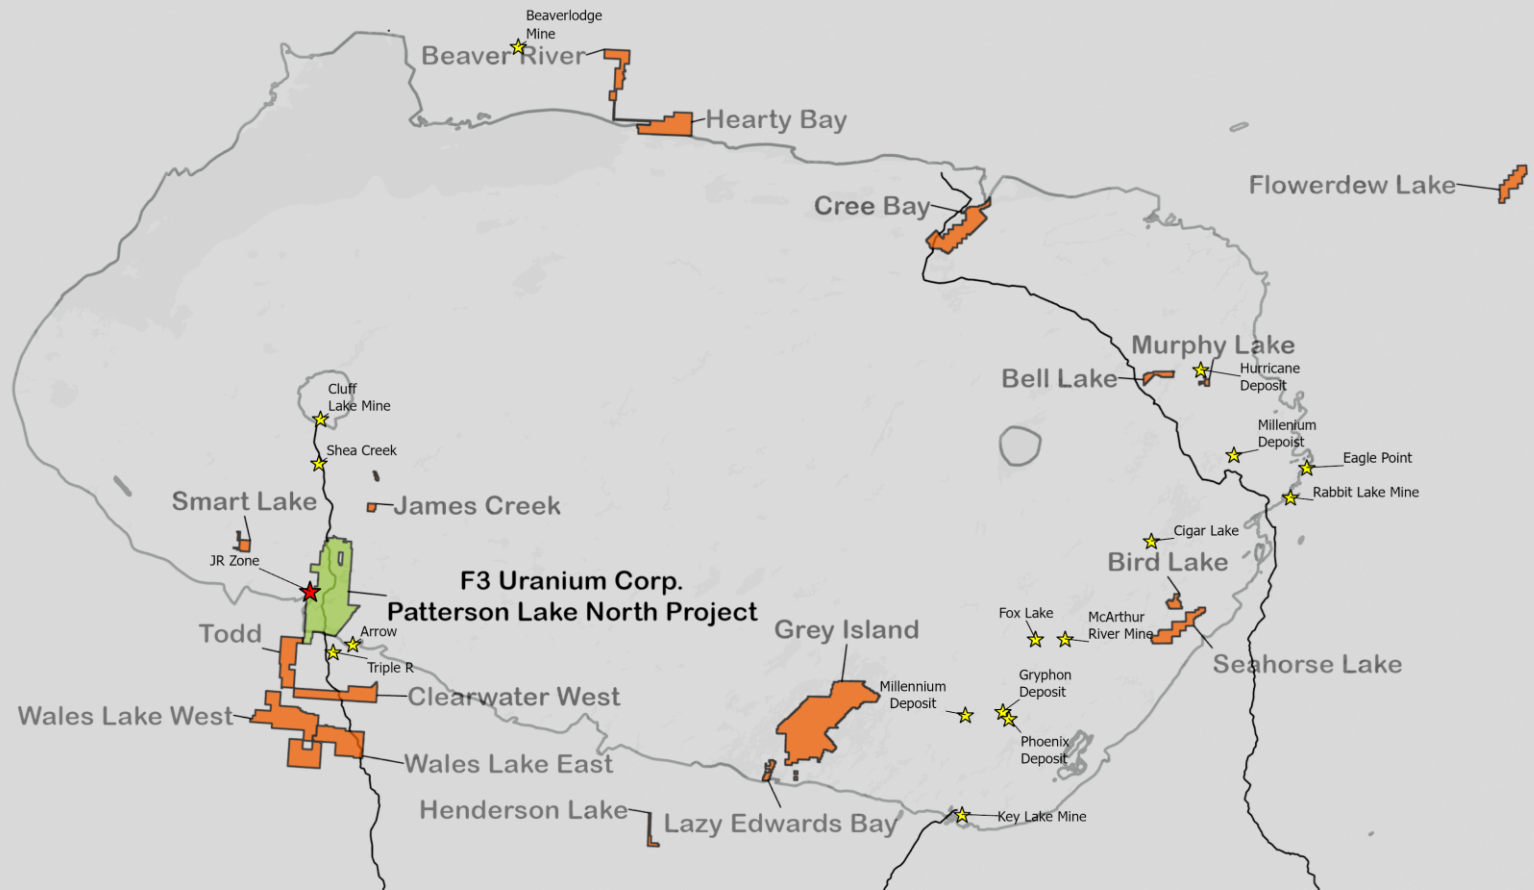 Beaverlodge
Mine
Beaver River
Hearty Bay
Flowerdew Lake
Cree Bay
Murphy Lake
Bell Lake
Hurricane
Deposit
Cluff
Lake Mine
Millenium
Depoist
Shea Creek
Eagle Point
Rabbit Lake Mine
Smart Lake
James Creek
Cigar Lake
JR Zone
Bird Lake
F3 Uranium Corp.
Patterson Lake North Project
Fox Lake
McArthur
River Mine
Todd
Arrow
Grey Island
Triple R
Seahorse Lake
Clearwater West
Millennium
Deposit
Gryphon
Deposit
Wales Lake West
Phoenix
Deposit
Wales Lake East
Henderson Lake
Lazy Edwards Bay
Key Lake Mine